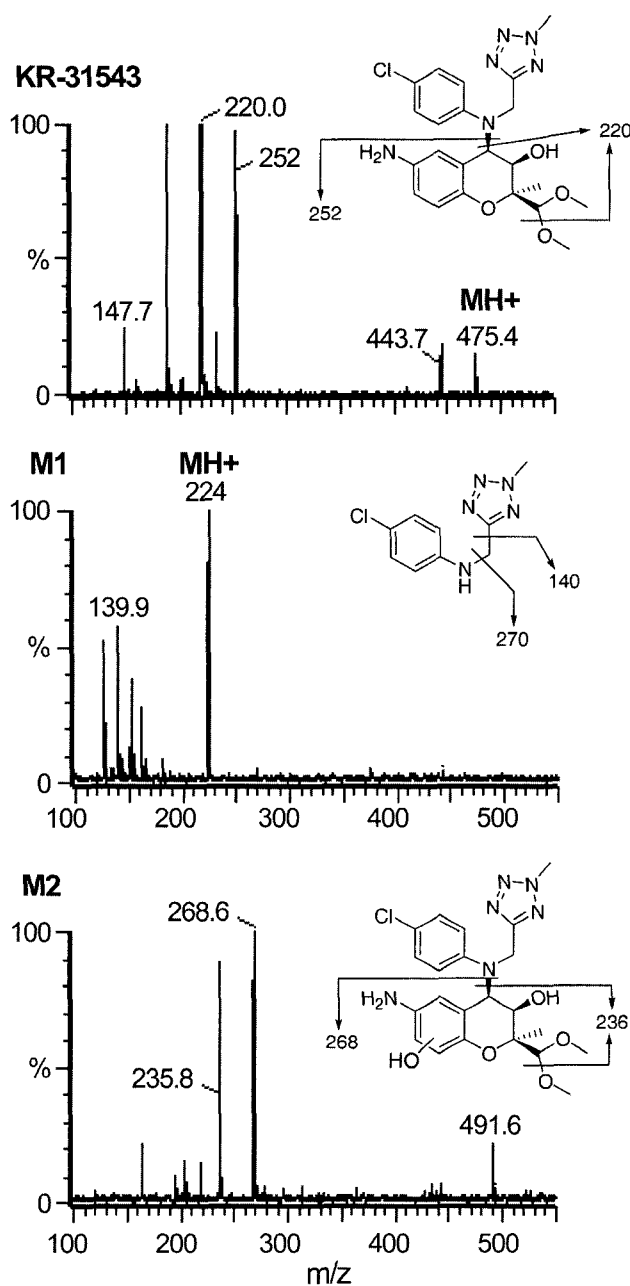 KR-31543
100
%
0
220.0
252
147.7
MH+
443.7
475.4
N
N
N
N
Cl
N
H2N
OH
O
O
O
220
252
M1
MH+
100
224
139.9
%
0
N
N
N
N
Cl
N
H
140
270
100
200
300
400
500
M2
100
268.6
235.8
%
0
491.6
N
N
N
N
Cl
N
H2N
OH
HO
O
O
O
236
268
100
200
300
400
500
m/z